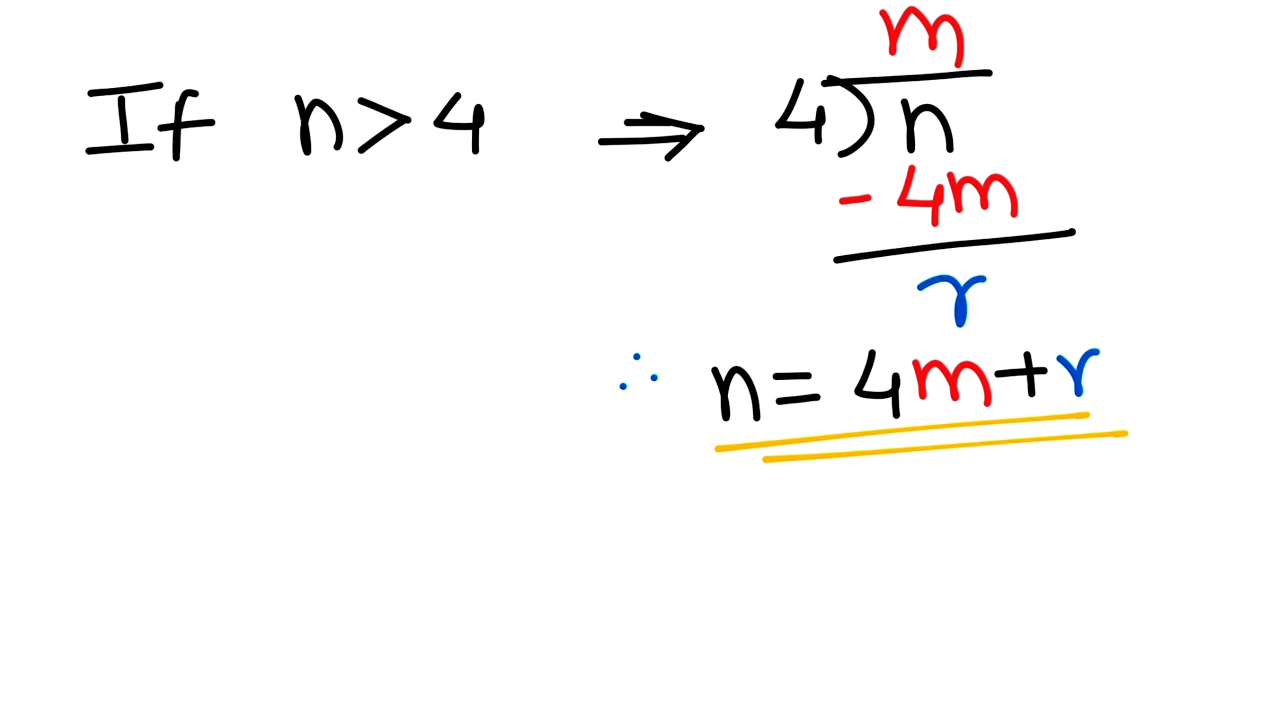 m
If n>4 ⇒ 4)n
- 4m
r
∴ n= 4m+r